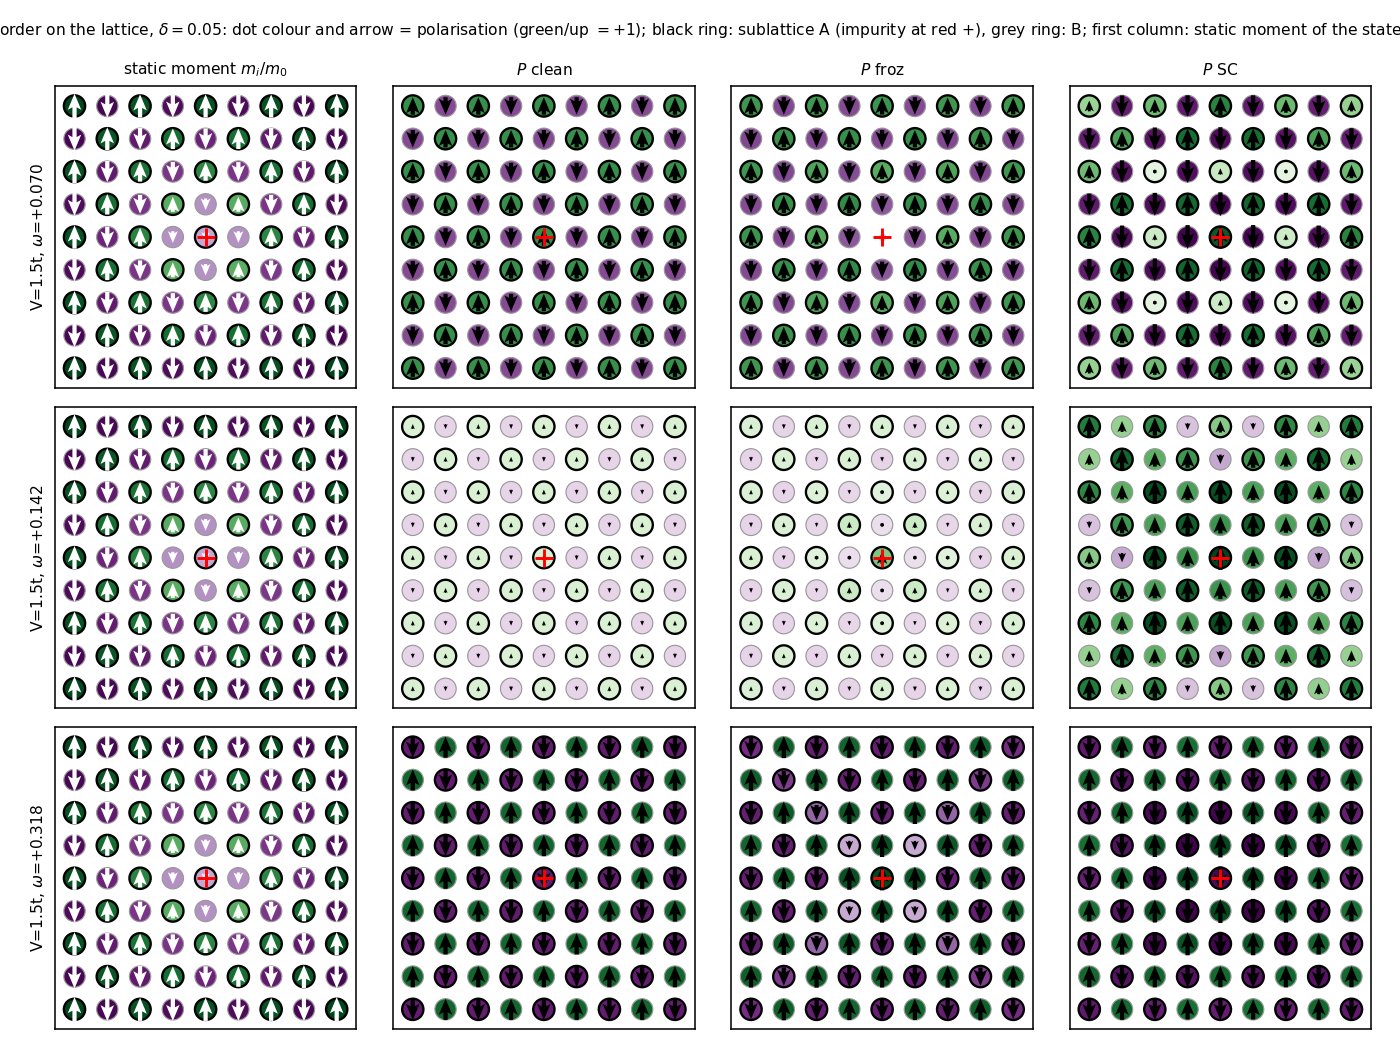 order on the lattice, δ = 0.05: dot colour and arrow = polarisation (green/up = +1); black ring: sublattice A (impurity at red +), grey ring: B; first column: static moment of the state
static moment mᵢ/m₀
P clean
P froz
P SC
V=1.5t, ω=+0.070
V=1.5t, ω=+0.142
V=1.5t, ω=+0.318